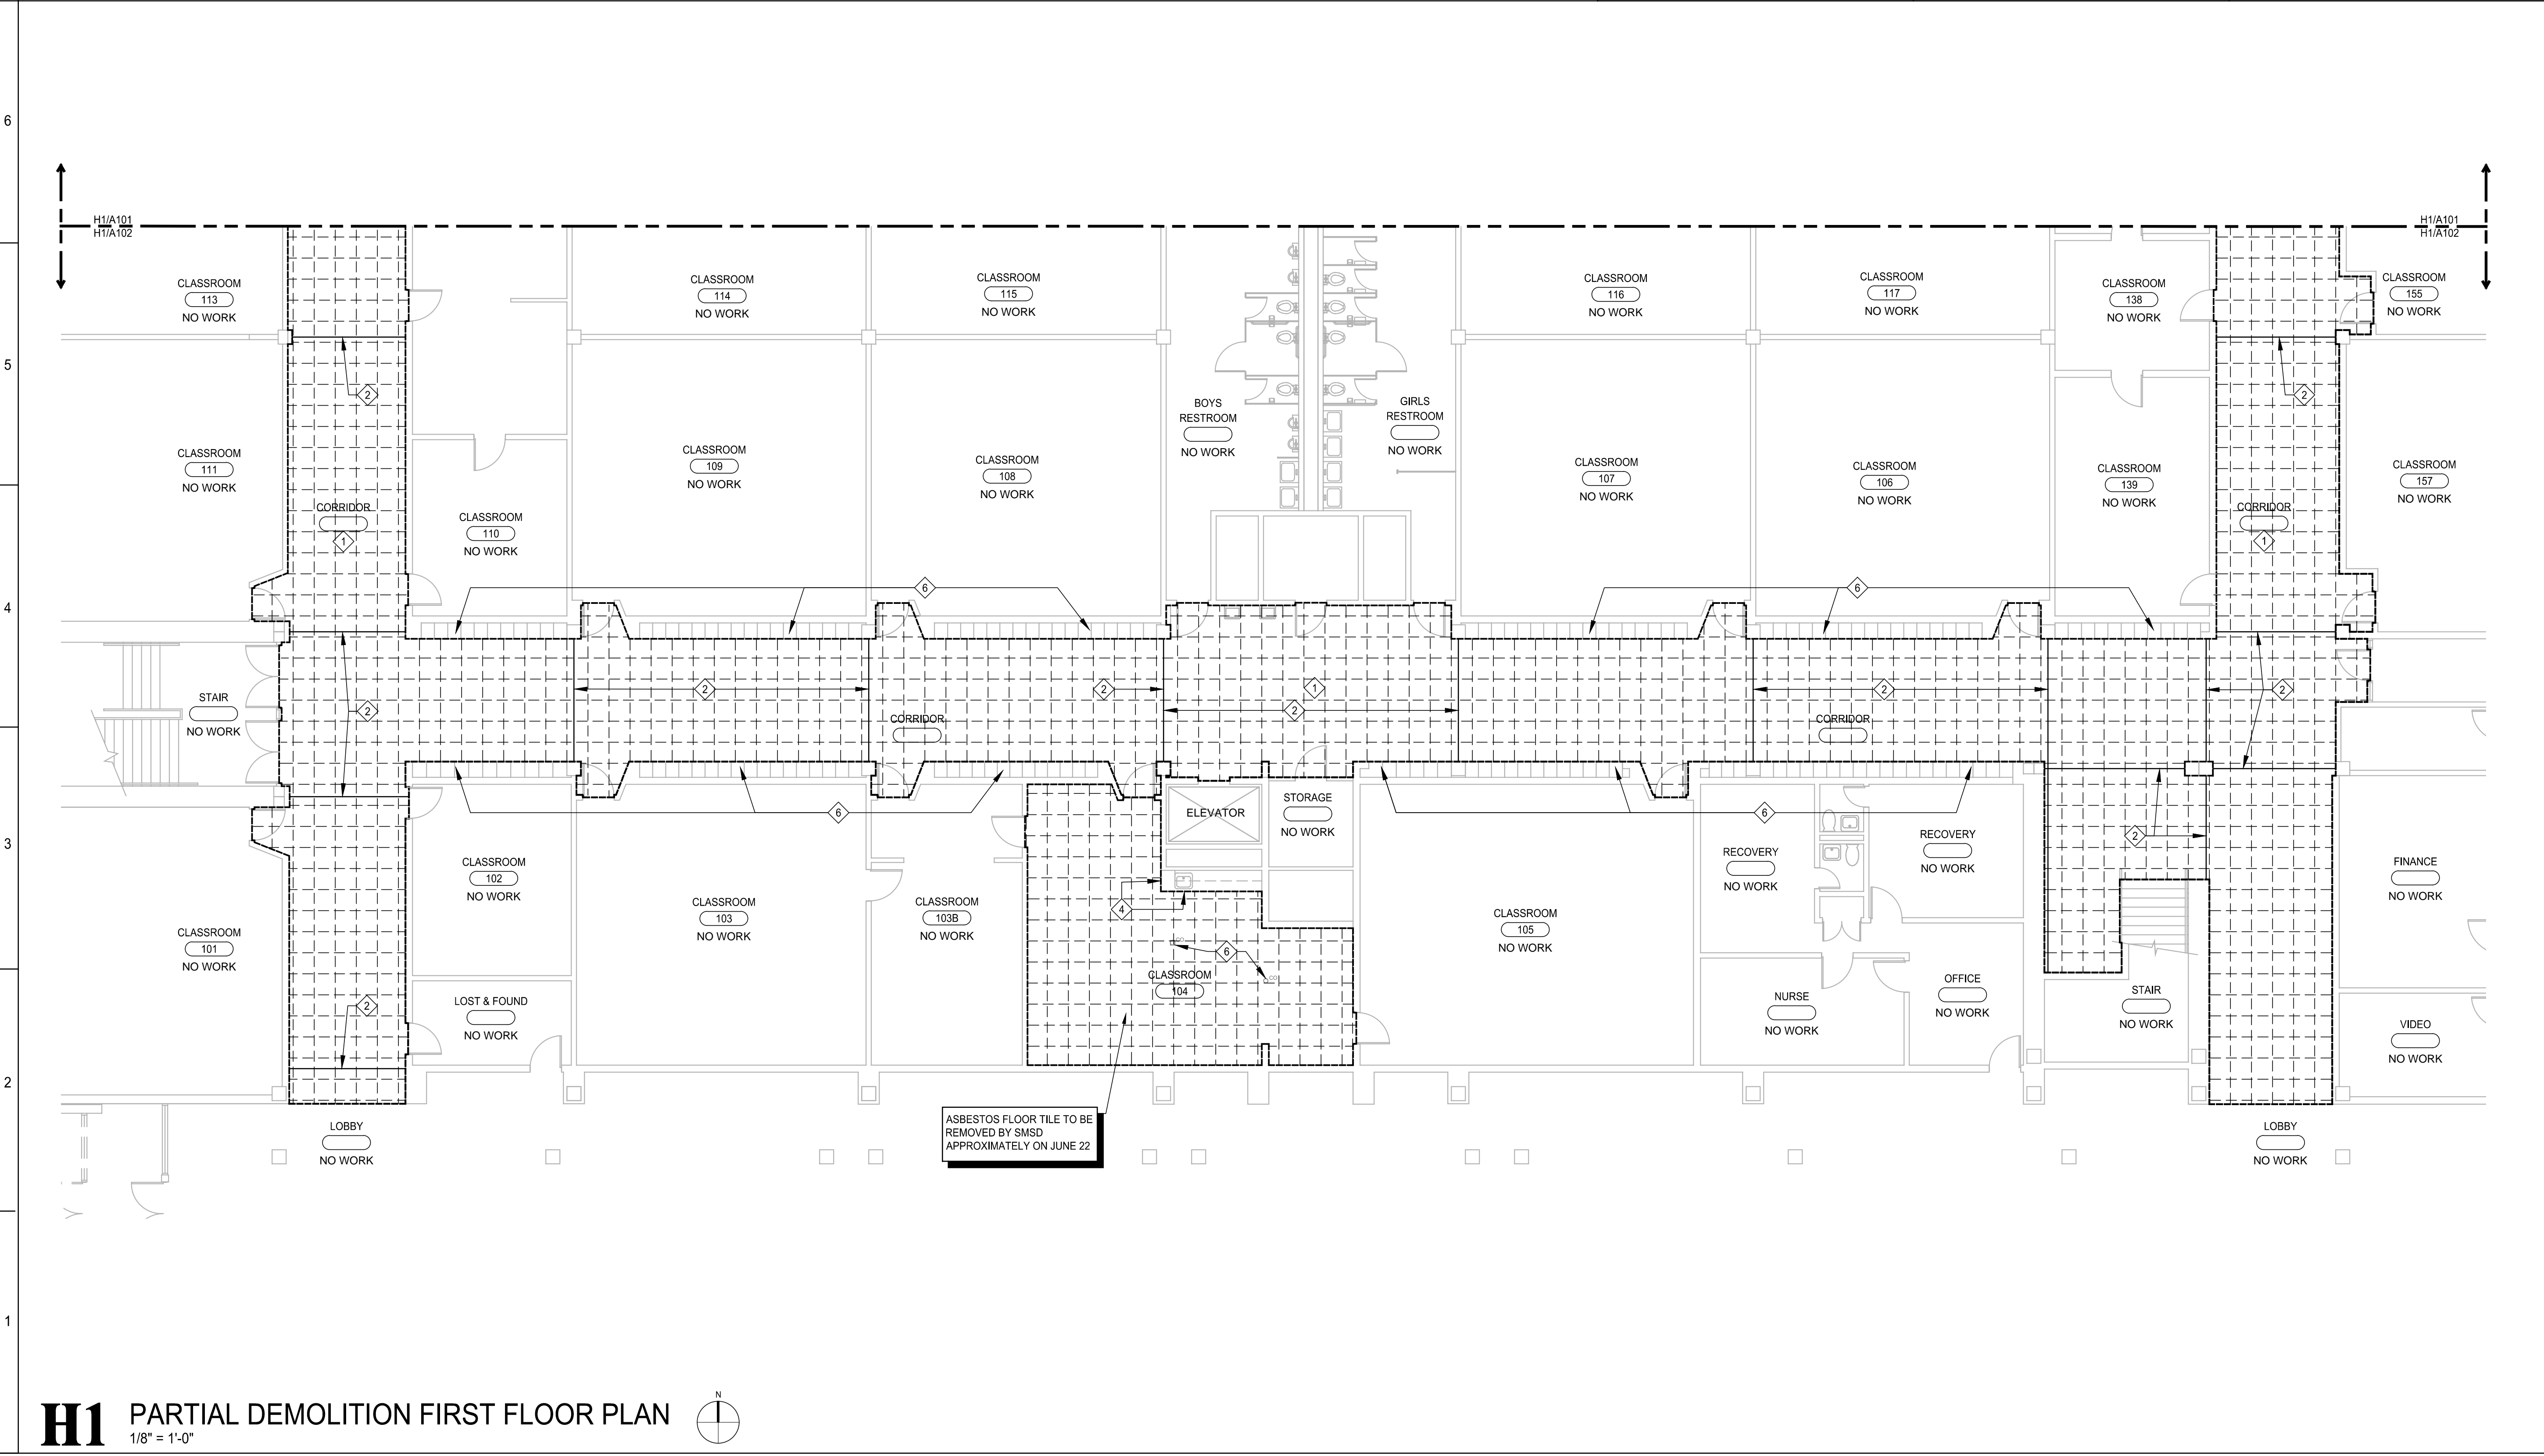 6
H1/A101
H1/A102
H1/A101
H1/A102
CLASSROOM
113
NO WORK
CLASSROOM
114
NO WORK
CLASSROOM
115
NO WORK
CLASSROOM
116
NO WORK
CLASSROOM
117
NO WORK
CLASSROOM
138
NO WORK
CLASSROOM
155
NO WORK
5
2
2
BOYS
RESTROOM
NO WORK
GIRLS
RESTROOM
NO WORK
CLASSROOM
111
NO WORK
CLASSROOM
109
NO WORK
CLASSROOM
108
NO WORK
CLASSROOM
107
NO WORK
CLASSROOM
106
NO WORK
CLASSROOM
139
NO WORK
CLASSROOM
157
NO WORK
CORRIDOR
1
CLASSROOM
110
NO WORK
CORRIDOR
1
6
6
4
STAIR
NO WORK
2
2
2
1
2
2
2
CORRIDOR
CORRIDOR
6
6
ELEVATOR
STORAGE
NO WORK
3
2
CLASSROOM
102
NO WORK
RECOVERY
NO WORK
RECOVERY
NO WORK
FINANCE
NO WORK
CLASSROOM
101
NO WORK
CLASSROOM
103
NO WORK
CLASSROOM
103B
NO WORK
4
6
CO
CLASSROOM
104
CLASSROOM
105
NO WORK
2
LOST & FOUND
NO WORK
NURSE
NO WORK
OFFICE
NO WORK
STAIR
NO WORK
VIDEO
NO WORK
2
ASBESTOS FLOOR TILE TO BE
REMOVED BY SMSD
APPROXIMATELY ON JUNE 22
LOBBY
NO WORK
LOBBY
NO WORK
1
N
H1
PARTIAL DEMOLITION FIRST FLOOR PLAN
1/8" = 1'-0"